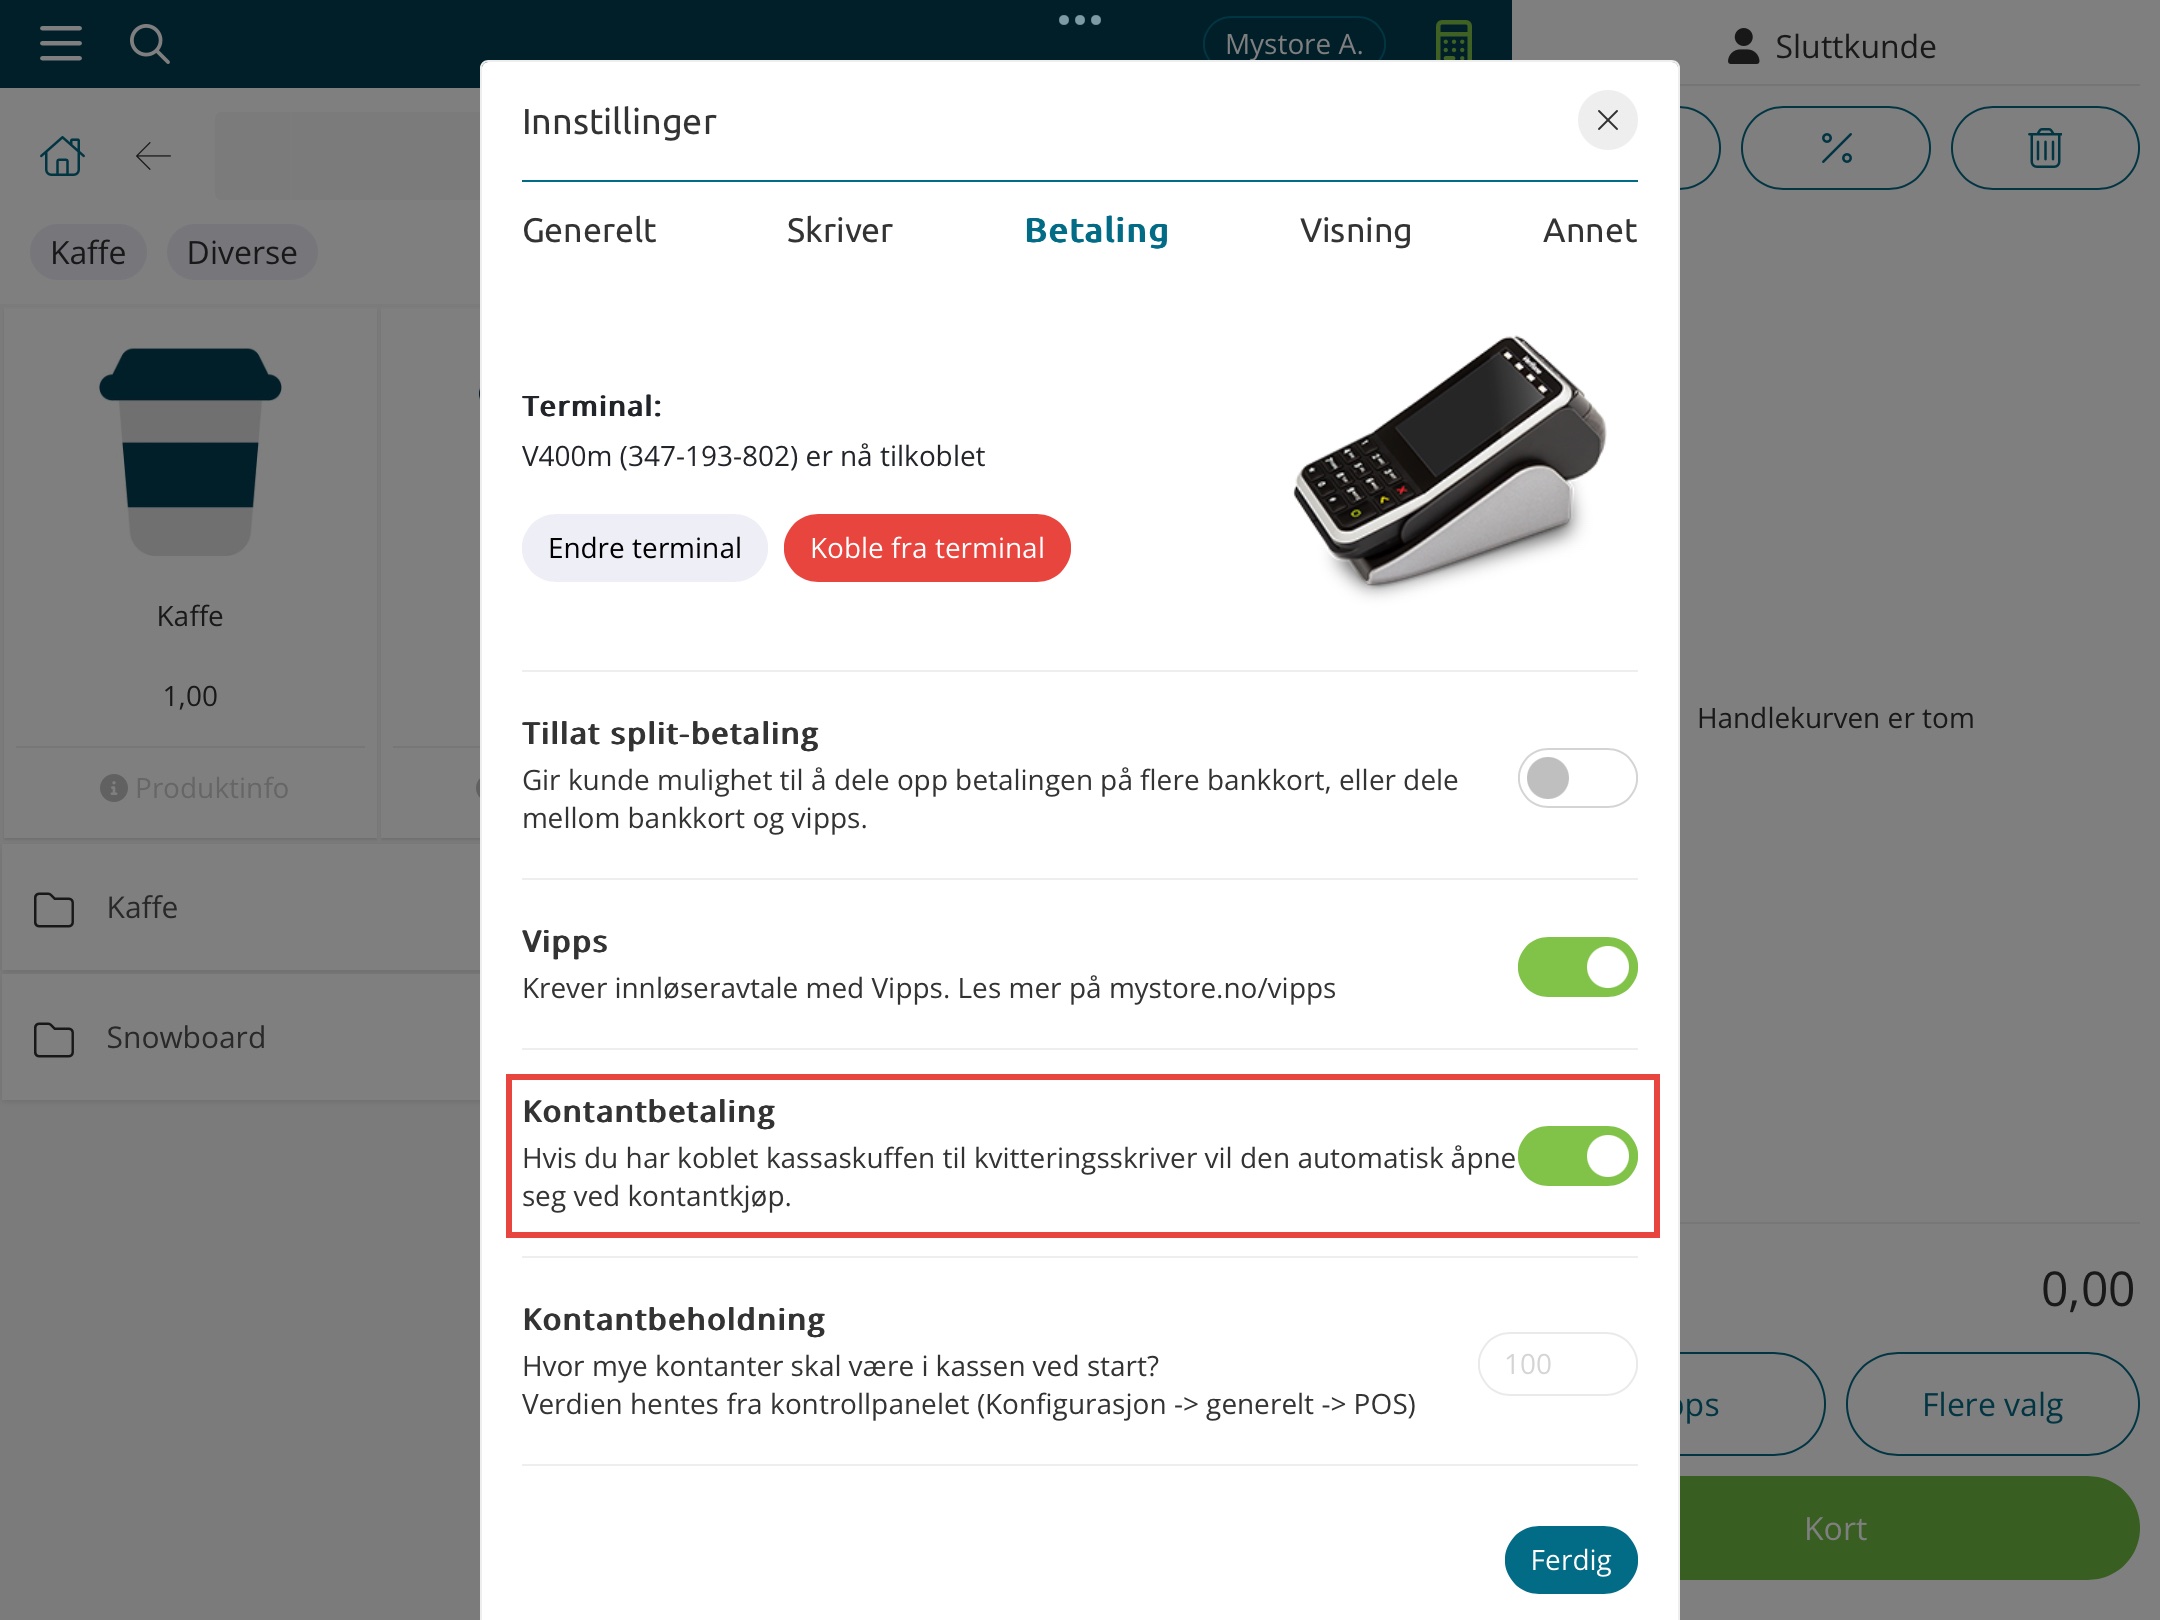 Mystore A.
Sluttkunde
Innstillinger
Generelt
Skriver
Betaling
Visning
Annet
Kaffe
Diverse
Terminal:
V400m (347-193-802) er nå tilkoblet
Endre terminal
Koble fra terminal
Kaffe
1,00
Produktinfo
Handlekurven er tom
Tillat split-betaling
Gir kunde mulighet til å dele opp betalingen på flere bankkort, eller dele
mellom bankkort og vipps.
Kaffe
Snowboard
Vipps
Krever innløseravtale med Vipps. Les mer på mystore.no/vipps
Kontantbetaling
Hvis du har koblet kassaskuffen til kvitteringsskriver vil den automatisk åpne
seg ved kontantkjøp.
Kontantbeholdning
Hvor mye kontanter skal være i kassen ved start?
Verdien hentes fra kontrollpanelet (Konfigurasjon -> generelt -> POS)
100
0,00
Flere valg
Kort
Ferdig